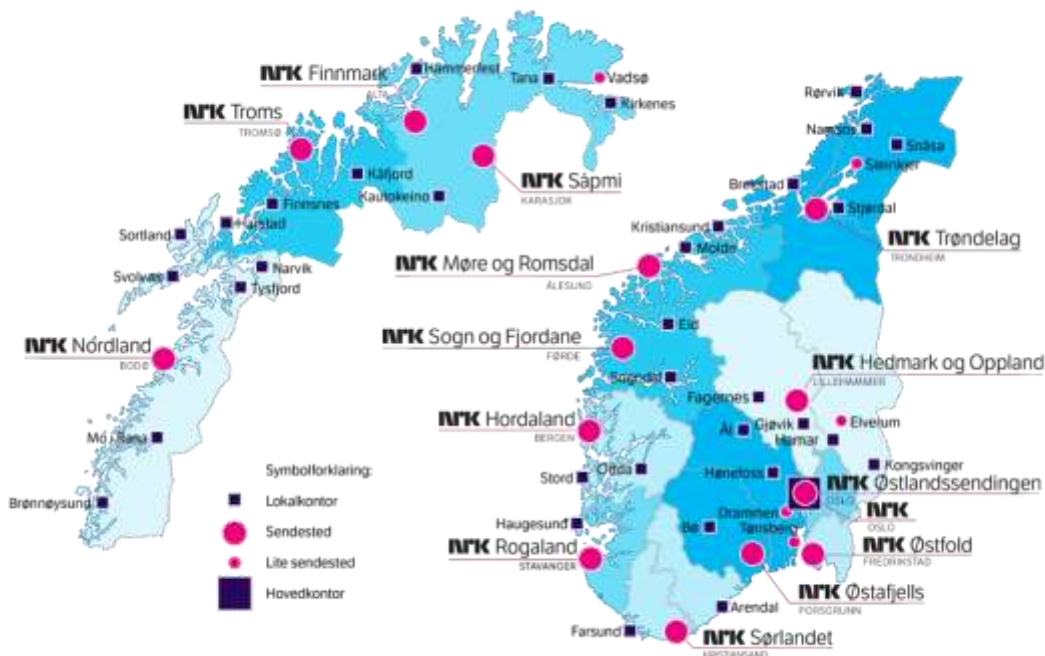 NRK Finnmark
ALTA
Hammerfest
Tana
Vadsø
Kirkenes
NRK Troms
TROMSØ
Kåfjord
Kautokeino
NRK Sápmi
KARASJOK
Finnsnes
Harstad
Sortland
Svolvær
Narvik
Tysfjord
NRK Nordland
BODØ
Mo i Rana
Brønnøysund
Symbolforklaring:
Lokalkontor
Sendested
Lite sendested
Hovedkontor
Rørvik
Namsos
Snåsa
Steinkjer
Brekstad
Stjørdal
NRK Trøndelag
TRONDHEIM
Kristiansund
Molde
NRK Møre og Romsdal
ÅLESUND
Eid
NRK Sogn og Fjordane
FØRDE
Sogndal
NRK Hedmark og Oppland
LILLEHAMMER
Fagernes
Gjøvik
Elverum
Hamar
Ål
NRK Hordaland
BERGEN
Stord
Odda
Hønefoss
Kongsvinger
NRK Østlandssendingen
OSLO
Drammen
NRK
OSLO
Haugesund
Bø
Tønsberg
NRK Rogaland
STAVANGER
NRK Østfold
FREDRIKSTAD
NRK Østafjells
PORSGRUNN
Arendal
Farsund
NRK Sørlandet
KRISTIANSAND